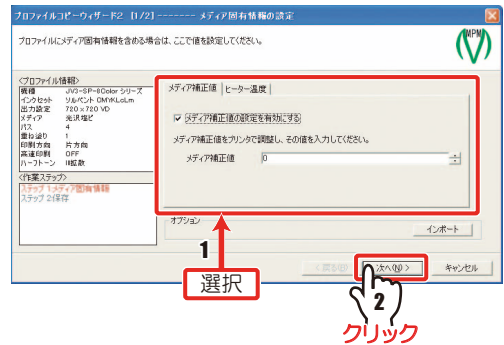 プロファイルコピーウィザード2 [1/2] ------- メディア固有情報の設定
プロファイルにメディア固有情報を含める場合は、ここで値を設定してください。
MPM
<プロファイル情報>
機種 JV3-SP-8Color シリーズ
インクセット ソルベント CMYKLcLm
出力設定 720 x 720 VD
メディア 光沢塩ビ
パス 4
重ね塗り 1
印刷方向 片方向
高速印刷 OFF
ハーフトーン 1II拡散
<作業ステップ>
ステップ 1:メディア固有情報
ステップ 2:保存
メディア補正値 ヒーター温度
メディア補正値の設定を有効にする
メディア補正値をプリンタで調整し、その値を入力してください。
メディア補正値 0
オプション
インポート
1
選択
<戻る(B) 次へ(N) > キャンセル
2
クリック